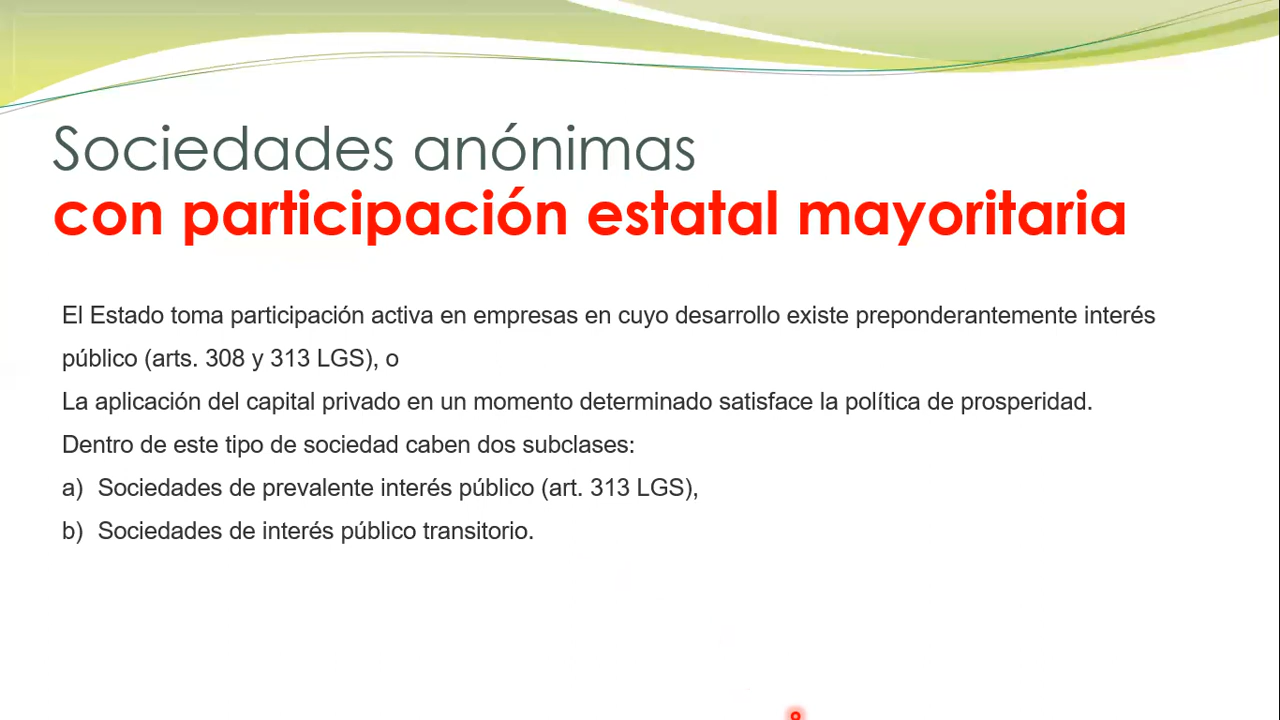 Sociedades anónimas
con participación estatal mayoritaria
El Estado toma participación activa en empresas en cuyo desarrollo existe preponderantemente interés
público (arts. 308 y 313 LGS), o
La aplicación del capital privado en un momento determinado satisface la política de prosperidad.
Dentro de este tipo de sociedad caben dos subclases:
a) Sociedades de prevalente interés público (art. 313 LGS),
b) Sociedades de interés público transitorio.